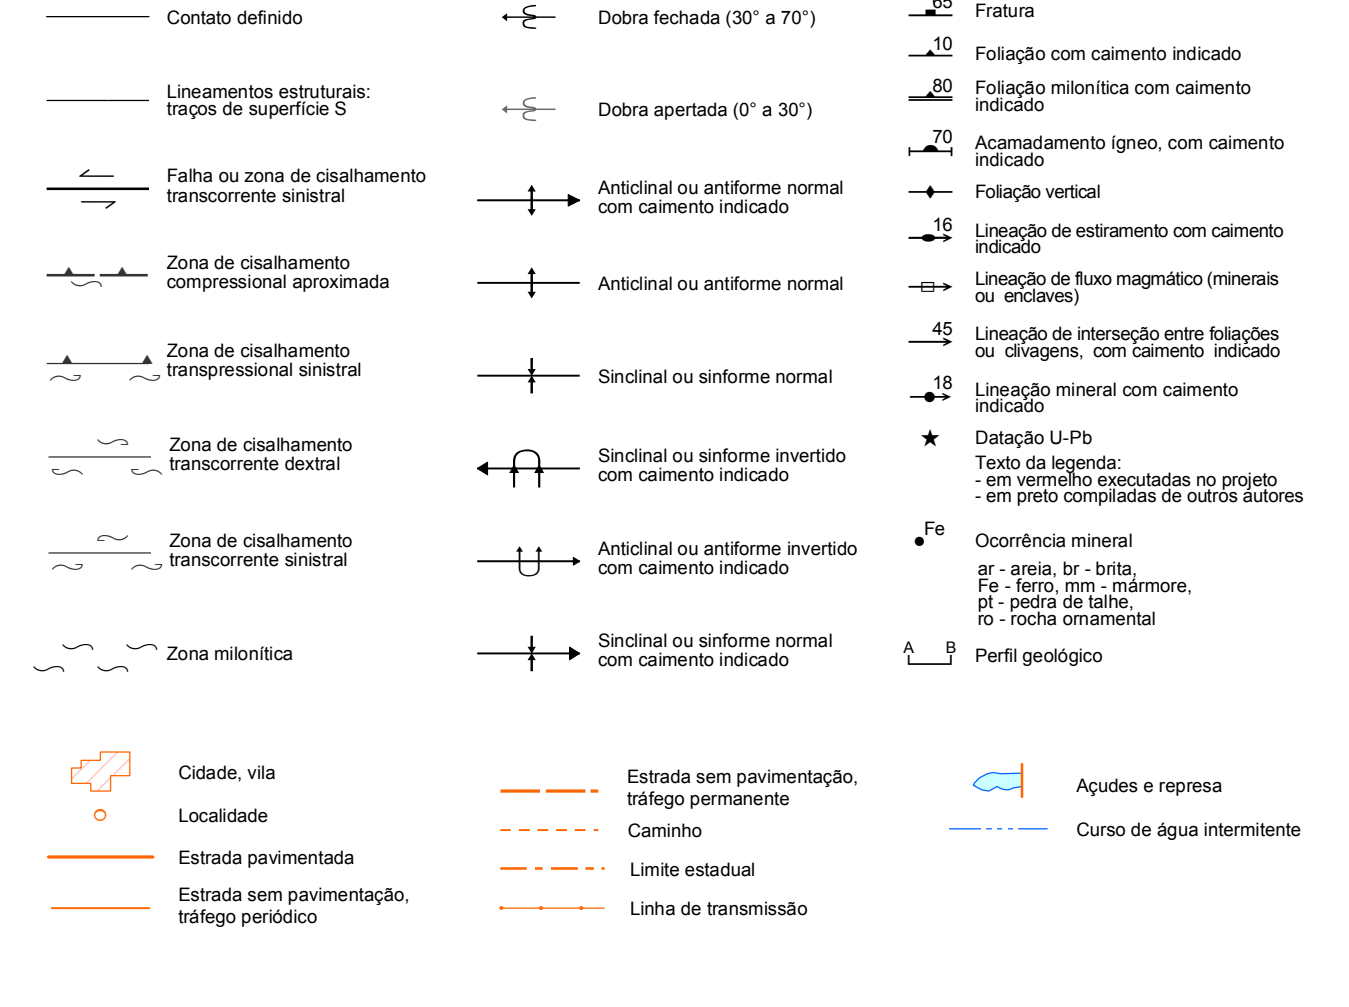 Contato definido
Lineamentos estruturais:
traços de superfície S
Falha ou zona de cisalhamento
transcorrente sinistral
Zona de cisalhamento
compressional aproximada
Zona de cisalhamento
transpressional sinistral
Zona de cisalhamento
transcorrente dextral
Zona de cisalhamento
transcorrente sinistral
Zona milonítica
Dobra fechada (30° a 70°)
Dobra apertada (0° a 30°)
Anticlinal ou antiforme normal
com caimento indicado
Anticlinal ou antiforme normal
Sinclinal ou sinforme normal
Sinclinal ou sinforme invertido
com caimento indicado
Anticlinal ou antiforme invertido
com caimento indicado
Sinclinal ou sinforme normal
com caimento indicado
65
Fratura
10
Foliação com caimento indicado
80
Foliação milonítica com caimento
indicado
70
Acamadamento ígneo, com caimento
indicado
Foliação vertical
16
Lineação de estiramento com caimento
indicado
Lineação de fluxo magmático (minerais
ou enclaves)
45
Lineação de interseção entre foliações
ou clivagens, com caimento indicado
18
Lineação mineral com caimento
indicado
Datação U-Pb
Texto da legenda:
- em vermelho executadas no projeto
- em preto compiladas de outros autores
Fe
Ocorrência mineral
ar - areia, br - brita,
Fe - ferro, mm - mármore,
pt - pedra de talhe,
ro - rocha ornamental
A B
Perfil geológico
Cidade, vila
Localidade
Estrada pavimentada
Estrada sem pavimentação,
tráfego periódico
Estrada sem pavimentação,
tráfego permanente
Caminho
Limite estadual
Linha de transmissão
Açudes e represa
Curso de água intermitente